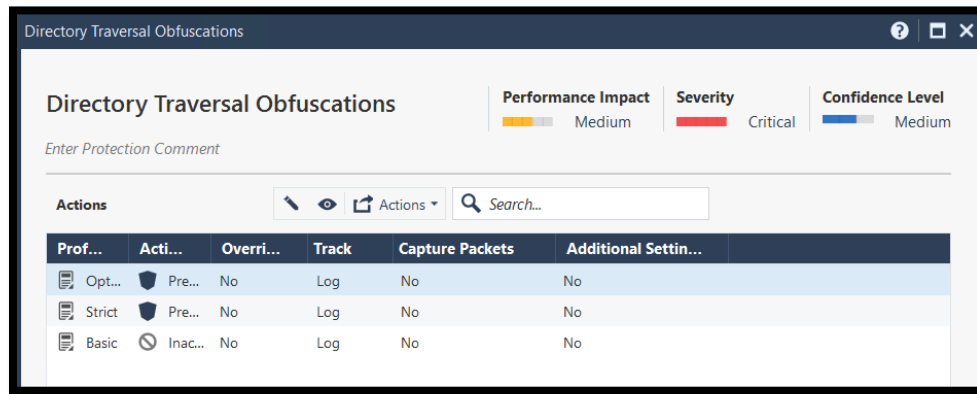 Directory Traversal Obfuscations
Directory Traversal Obfuscations
Performance Impact Severity Confidence Level
Medium Critical Medium
Enter Protection Comment
Actions Actions Search...
Prof... Acti... Overri... Track Capture Packets Additional Settin...
Opt... Pre... No Log No No
Strict Pre... No Log No No
Basic Inac... No Log No No